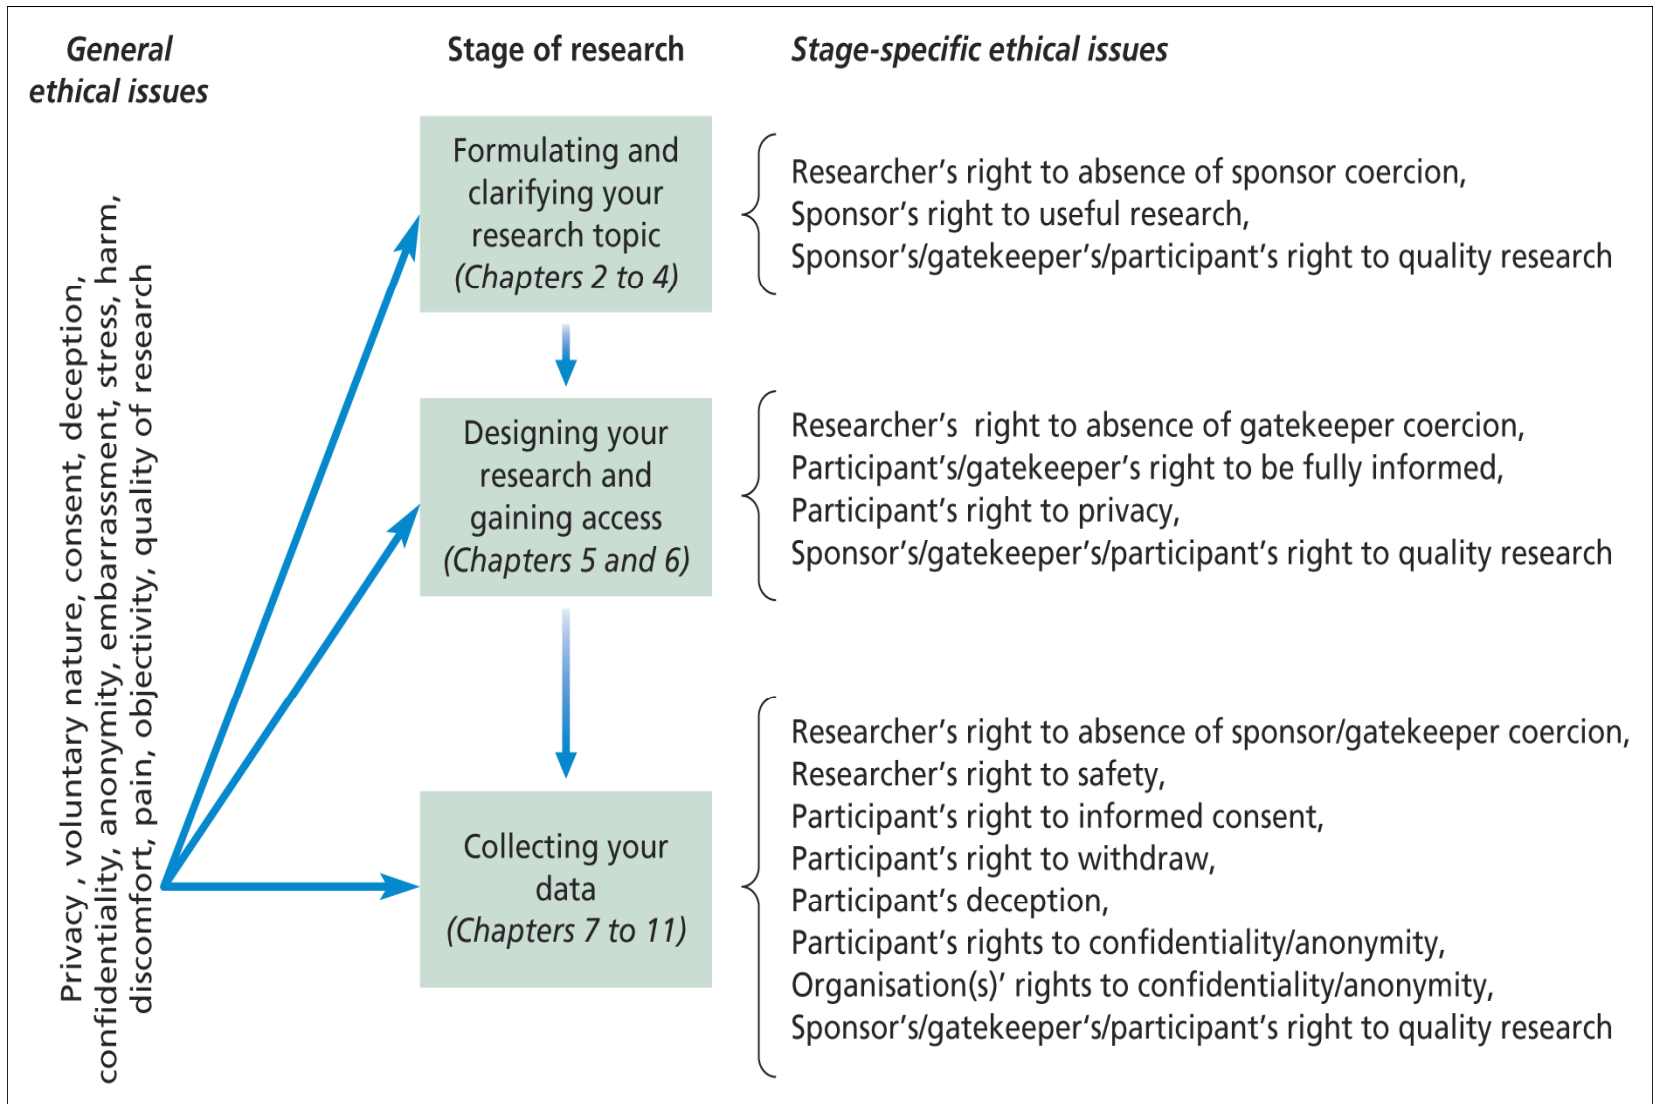 General
ethical issues
Stage of research
Stage-specific ethical issues
Privacy , voluntary nature, consent, deception,
confidentiality, anonymity, embarrassment, stress, harm,
discomfort, pain, objectivity, quality of research
Formulating and
clarifying your
research topic
(Chapters 2 to 4)
Researcher’s right to absence of sponsor coercion,
Sponsor’s right to useful research,
Sponsor’s/gatekeeper’s/participant’s right to quality research
Designing your
research and
gaining access
(Chapters 5 and 6)
Researcher’s  right to absence of gatekeeper coercion,
Participant’s/gatekeeper’s right to be fully informed,
Participant’s right to privacy,
Sponsor’s/gatekeeper’s/participant’s right to quality research
Collecting your
data
(Chapters 7 to 11)
Researcher’s right to absence of sponsor/gatekeeper coercion,
Researcher’s right to safety,
Participant’s right to informed consent,
Participant’s right to withdraw,
Participant’s deception,
Participant’s rights to confidentiality/anonymity,
Organisation(s)’ rights to confidentiality/anonymity,
Sponsor’s/gatekeeper‘s/participant’s right to quality research